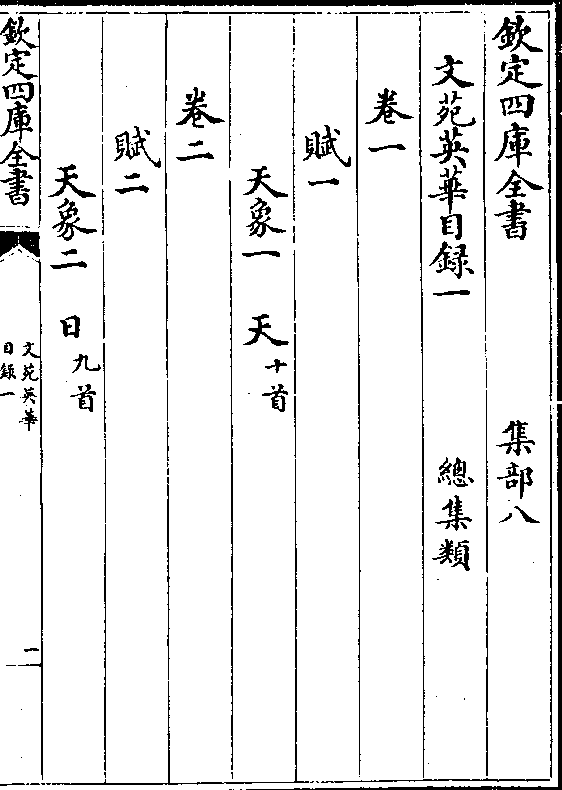 欽定四庫全書 集部八
文苑英華目録一 總集類
卷一
賦一
天象一 天十首
卷二
賦二
天象二 日九首
欽定四庫全書
文苑英華
目録一
一